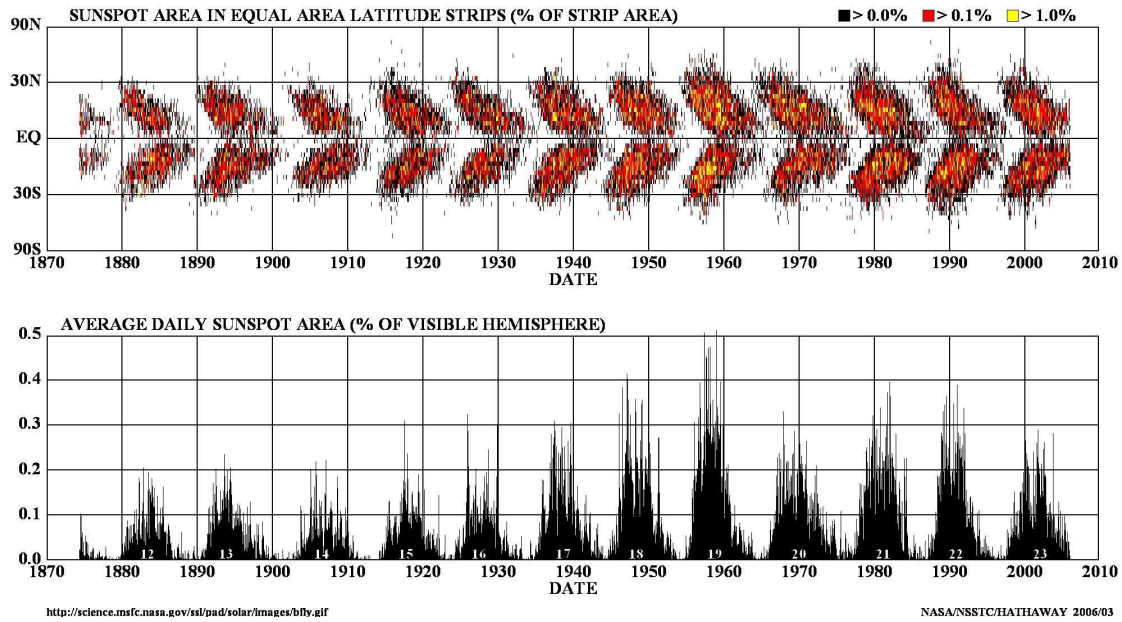 SUNSPOT AREA IN EQUAL AREA LATITUDE STRIPS (% OF STRIP AREA) > 0.0% > 0.1% > 1.0%
90N
30N
EQ
30S
90S
1870 1880 1890 1900 1910 1920 1930 1940 1950 1960 1970 1980 1990 2000 2010
DATE
AVERAGE DAILY SUNSPOT AREA (% OF VISIBLE HEMISPHERE)
0.5
0.4
0.3
0.2
0.1
0.0
12 13 14 15 16 17 18 19 20 21 22 23
1870 1880 1890 1900 1910 1920 1930 1940 1950 1960 1970 1980 1990 2000 2010
DATE
http://science.msfc.nasa.gov/ssl/pad/solar/images/bfly.gif NASA/NSSTC/HATHAWAY 2006/03